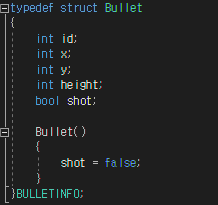 typedef struct Bullet
{
    int id;
    int x;
    int y;
    int height;
    bool shot;

    Bullet()
    {
        shot = false;
    }
}BULLETINFO;